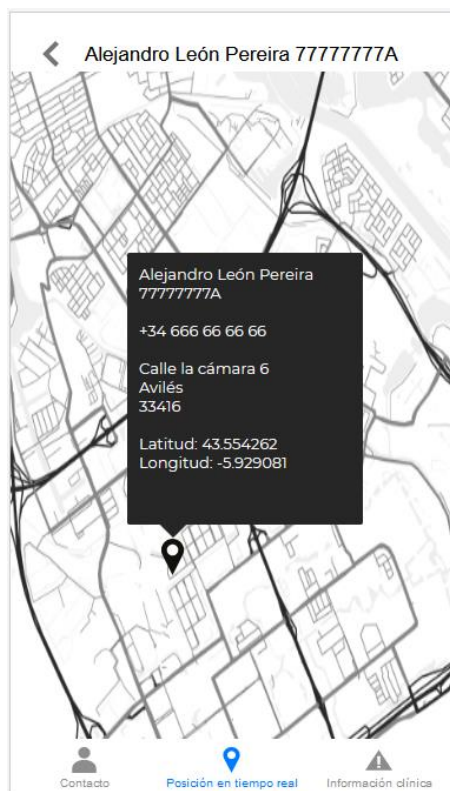 Alejandro León Pereira 77777777A
Alejandro León Pereira
77777777A
+34 666 66 66 66
Calle la cámara 6
Avilés
33416
Latitud: 43.554262
Longitud: -5.929081
Contacto
Posición en tiempo real
Información clínica